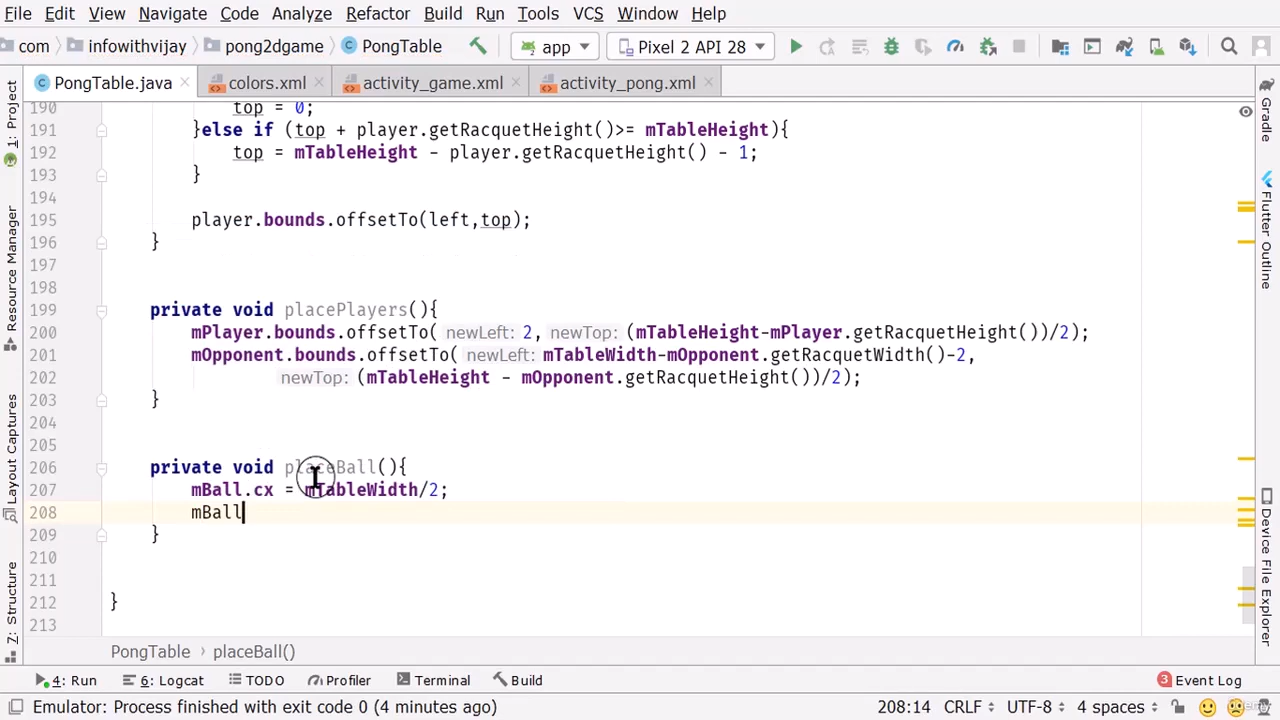 File Edit View Navigate Code Analyze Refactor Build Run Tools VCS Window Help
com infowithvijay pong2dgame PongTable app Pixel 2 API 28
PongTable.java colors.xml activity_game.xml activity_pong.xml
190 top = 0;
191 }else if (top + player.getRacquetHeight()>= mTableHeight){
192 top = mTableHeight - player.getRacquetHeight() - 1;
193 }
194
195 player.bounds.offsetTo(left,top);
196 }
197
198
199 private void placePlayers(){
200 mPlayer.bounds.offsetTo( newLeft: 2, newTop: (mTableHeight-mPlayer.getRacquetHeight())/2);
201 mOpponent.bounds.offsetTo( newLeft: mTableWidth-mOpponent.getRacquetWidth()-2,
202 newTop: (mTableHeight - mOpponent.getRacquetHeight())/2);
203 }
204
205
206 private void placeBall(){
207 mBall.cx = mTableWidth/2;
208 mBall
209 }
210
211
212 }
213
PongTable placeBall()
4: Run 6: Logcat TODO Profiler Terminal Build 3 Event Log
Emulator: Process finished with exit code 0 (4 minutes ago) 208:14 CRLF UTF-8 4 spaces
1: Project
Resource Manager
Layout Captures
7: Structure
Gradle
Flutter Outline
Device File Explorer